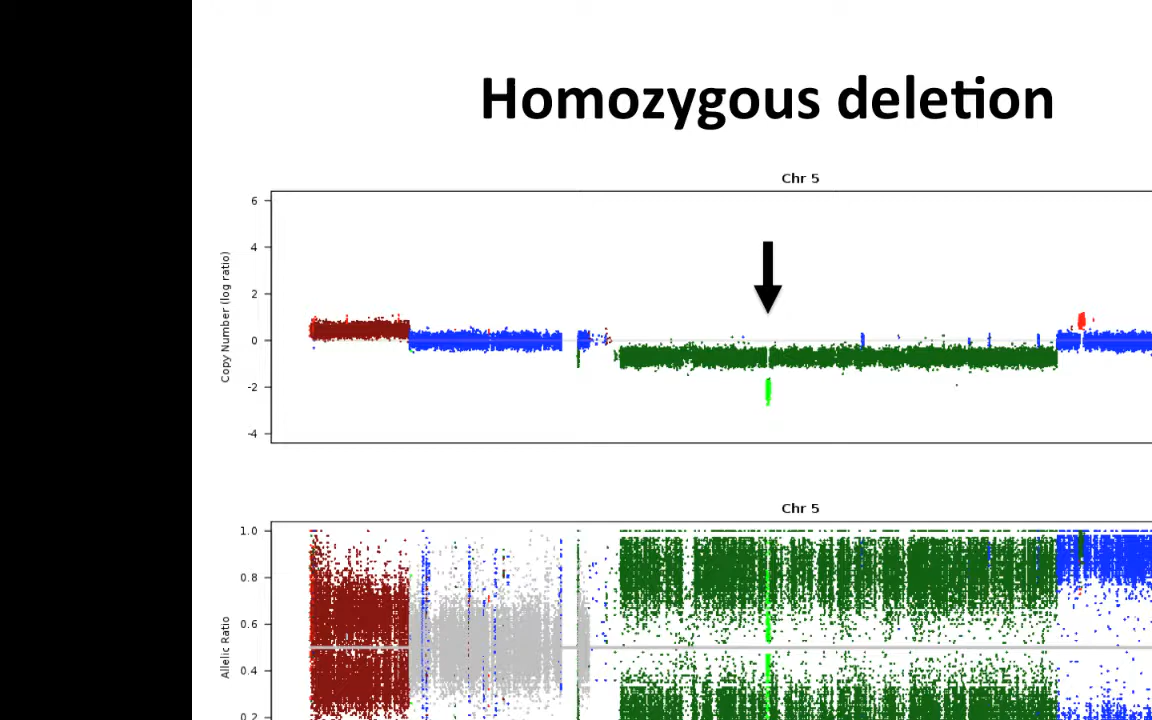 Homozygous deletion
Chr 5
6
4
2
0
-2
-4
Copy Number (log ratio)
Chr 5
1.0
0.8
0.6
0.4
0.2
Allelic Ratio